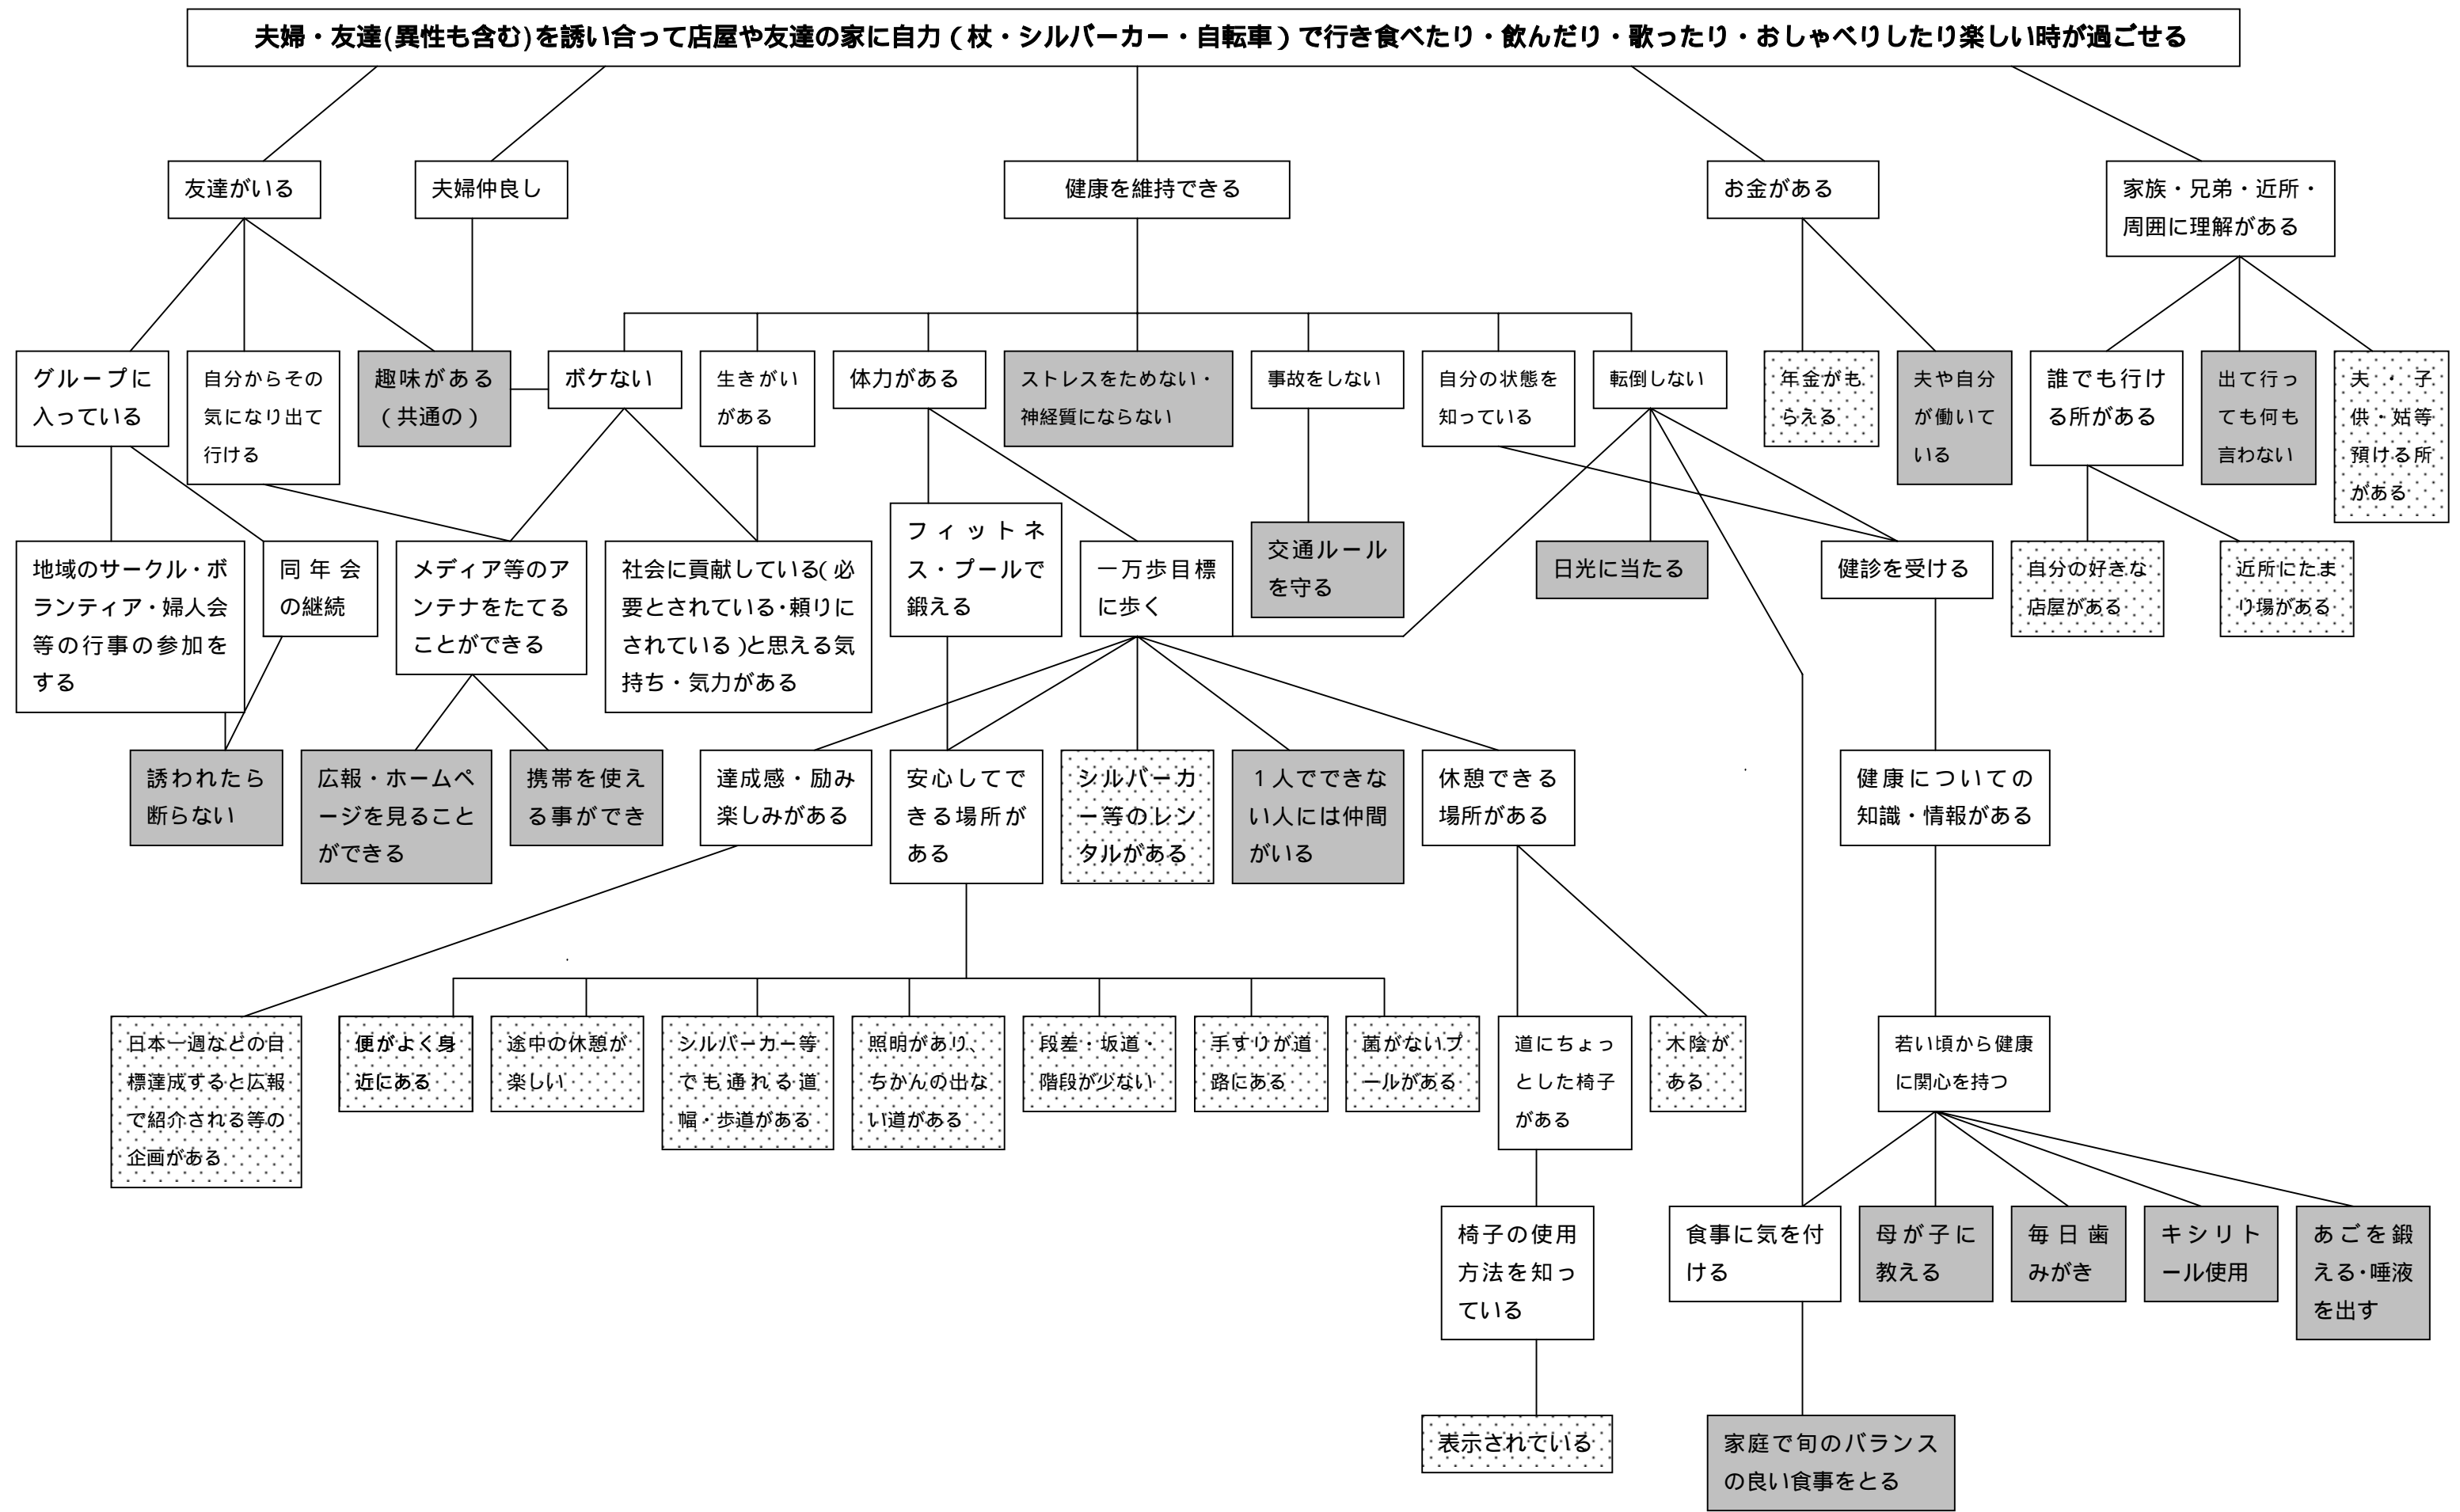 夫婦・友達(異性も含む)を誘い合って店屋や友達の家に自力（杖・シルバーカー・自転車）で行き食べたり・飲んだり・歌ったり・おしゃべりしたり楽しい時が過ごせる
友達がいる
夫婦仲良し
健康を維持できる
お金がある
家族・兄弟・近所・
周囲に理解がある
グループに
入っている
自分からその
気になり出て
行ける
趣味がある
（共通の）
ボケない
生きがい
がある
体力がある
ストレスをためない・
神経質にならない
事故をしない
自分の状態を
知っている
転倒しない
年金がも
らえる
夫や自分
が働いて
いる
誰でも行け
る所がある
出て行っ
ても何も
言わない
夫・子
供・姑等
預ける所
がある
地域のサークル・ボ
ランティア・婦人会
等の行事の参加を
する
同年会
の継続
メディア等のア
ンテナをたてる
ことができる
社会に貢献している（必
要とされている・頼りに
されている）と思える気
持ち・気力がある
フィットネ
ス・プールで
鍛える
一万歩目標
に歩く
交通ルール
を守る
日光に当たる
健診を受ける
自分の好きな
店屋がある
近所にたま
り場がある
誘われたら
断らない
広報・ホームペ
ージを見ること
ができる
携帯を使え
る事ができ
達成感・励み
楽しみがある
安心してで
きる場所が
ある
シルバーカ
ー等のレン
タルがある
１人でできな
い人には仲間
がいる
休憩できる
場所がある
健康についての
知識・情報がある
日本一週などの目
標達成すると広報
で紹介される等の
企画がある
便がよく身
近にある
途中の休憩が
楽しい
シルバーカー等
でも通れる道
幅・歩道がある
照明があり、
ちかんの出な
い道がある
段差・坂道・
階段が少ない
手すりが道
路にある
菌がないプ
ールがある
道にちょっ
とした椅子
がある
木陰が
ある
若い頃から健康
に関心を持つ
椅子の使用
方法を知っ
ている
食事に気を付
ける
母が子に
教える
毎日歯
みがき
キシリト
ール使用
あごを鍛
える・唾液
を出す
表示されている
家庭で旬のバランス
の良い食事をとる